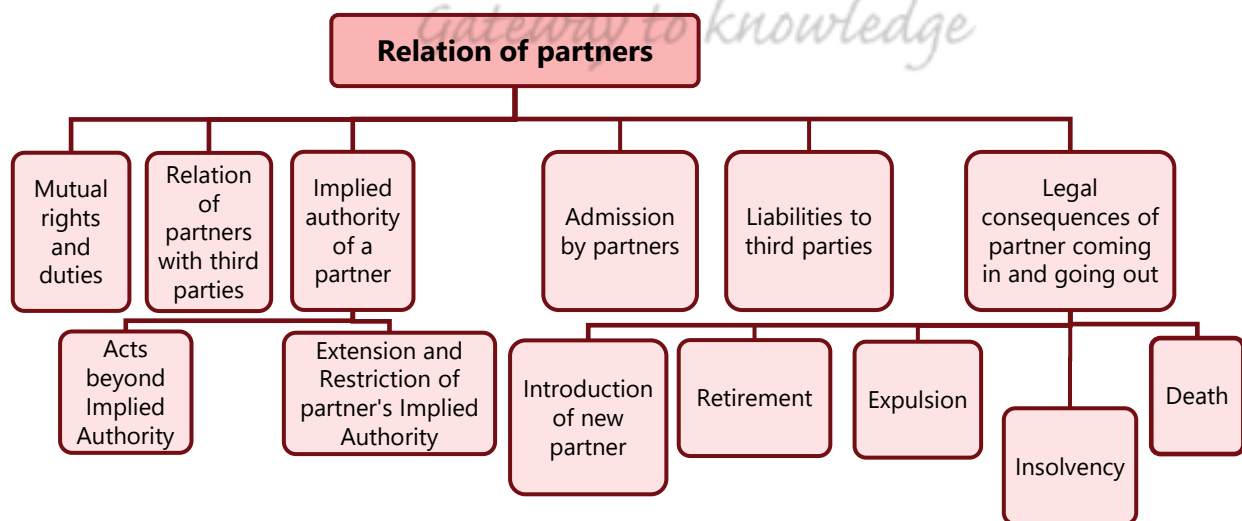 Gateway to knowledge
Relation of partners
Mutual
rights
and
duties
Relation
of
partners
with third
parties
Implied
authority
of a
partner
Admission
by partners
Liabilities to
third parties
Legal
consequences of
partner coming
in and going out
Acts
beyond
Implied
Authority
Extension and
Restriction of
partner's Implied
Authority
Introduction
of new
partner
Retirement
Expulsion
Insolvency
Death